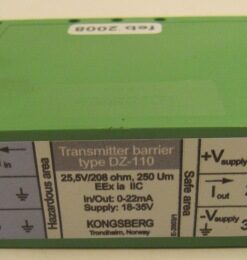 feb 2008
Hazardous area
Transmitter barrier
type DZ-110
25,5V/208 ohm, 250 Um
EEx ia IIC
In/Out: 0-22mA
Supply: 18-35V
KONGSBERG
Trondheim, Norway
Safe area
+Vsupply
Iout
-Vsupply
in